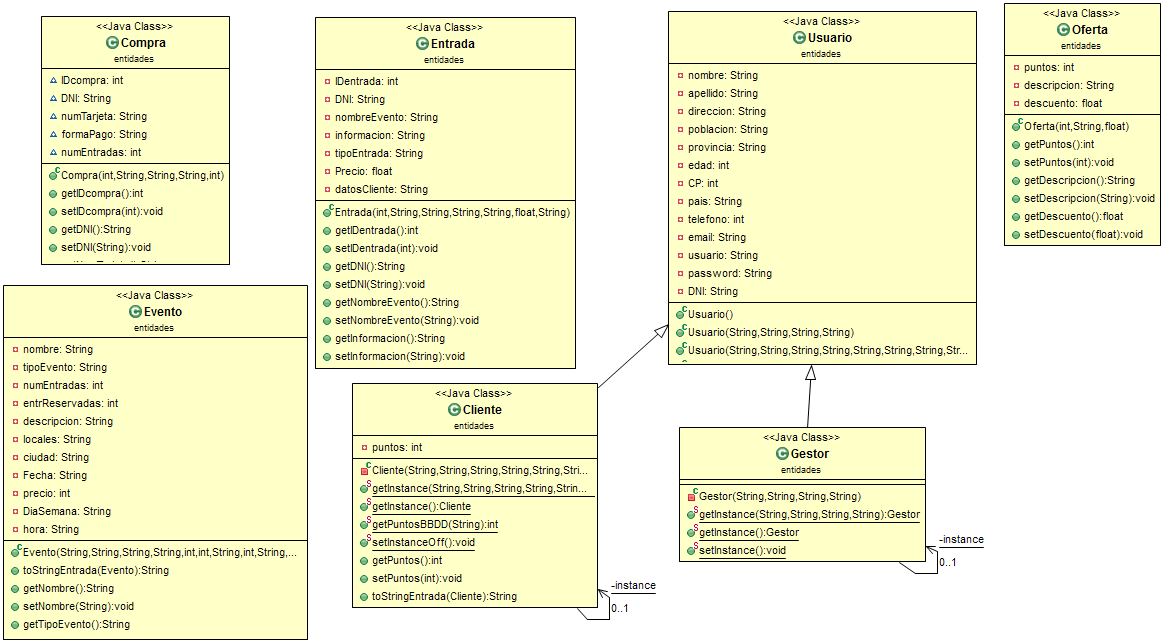 <<Java Class>>
Compra
entidades
IDcompra: int
DNI: String
numTarjeta: String
formaPago: String
numEntradas: int
Compra(int,String,String,String,int)
getIDcompra():int
setIDcompra(int):void
getDNI():String
setDNI(String):void
<<Java Class>>
Entrada
entidades
IDentrada: int
DNI: String
nombreEvento: String
informacion: String
tipoEntrada: String
Precio: float
datosCliente: String
Entrada(int,String,String,String,String,float,String)
getIDentrada():int
setIDentrada(int):void
getDNI():String
setDNI(String):void
getNombreEvento():String
setNombreEvento(String):void
getInformacion():String
setInformacion(String):void
<<Java Class>>
Usuario
entidades
nombre: String
apellido: String
direccion: String
poblacion: String
provincia: String
edad: int
CP: int
pais: String
telefono: int
email: String
usuario: String
password: String
DNI: String
Usuario()
Usuario(String,String,String,String)
Usuario(String,String,String,String,String,String,String,Str...
<<Java Class>>
Oferta
entidades
puntos: int
descripcion: String
descuento: float
Oferta(int,String,float)
getPuntos():int
setPuntos(int):void
getDescripcion():String
setDescripcion(String):void
getDescuento():float
setDescuento(float):void
<<Java Class>>
Evento
entidades
nombre: String
tipoEvento: String
numEntradas: int
entrReservadas: int
descripcion: String
locales: String
ciudad: String
Fecha: String
precio: int
DiaSemana: String
hora: String
Evento(String,String,String,String,int,int,String,int,String,...
toStringEntrada(Evento):String
getNombre():String
setNombre(String):void
getTipoEvento():String
<<Java Class>>
Cliente
entidades
puntos: int
Cliente(String,String,String,String,String,Stri...
getInstance(String,String,String,String,Strin...
getInstance():Cliente
getPuntosBBDD(String):int
setInstanceOff():void
getPuntos():int
setPuntos(int):void
toStringEntrada(Cliente):String
-instance
0..1
<<Java Class>>
Gestor
entidades
Gestor(String,String,String,String)
getInstance(String,String,String,String):Gestor
getInstance():Gestor
setInstance():void
-instance
0..1